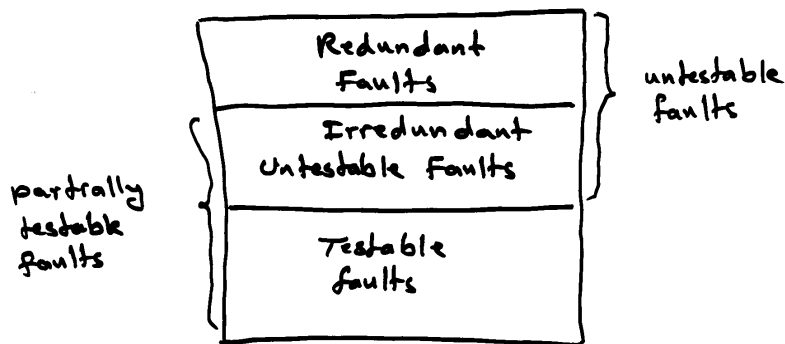 Redundant
Faults
untestable
faults
Irredundant
Untestable Faults
partially
testable
faults
Testable
faults